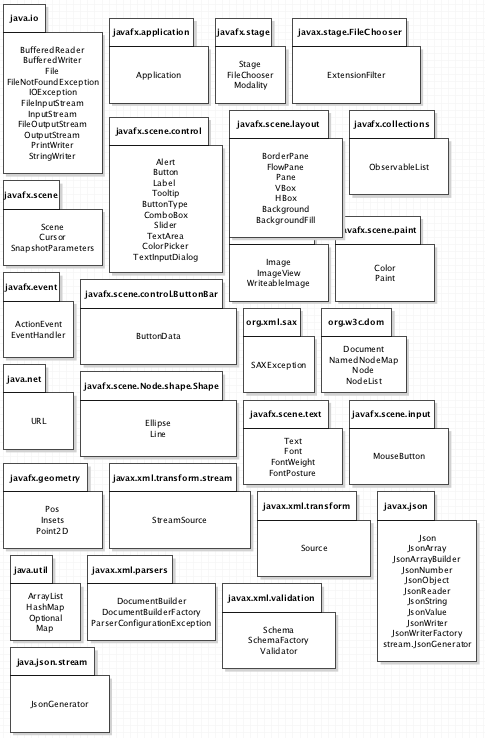 java.io
BufferedReader
BufferedWriter
File
FileNotFoundException
IOException
FileInputStream
InputStream
FileOutputStream
OutputStream
PrintWriter
StringWriter
javafx.application
Application
javafx.stage
Stage
FileChooser
Modality
javax.stage.FileChooser
ExtensionFilter
javafx.scene.control
Alert
Button
Label
Tooltip
ButtonType
ComboBox
Slider
TextArea
ColorPicker
TextInputDialog
javafx.scene.layout
BorderPane
FlowPane
Pane
VBox
HBox
Background
BackgroundFill
javafx.collections
ObservableList
javafx.scene
Scene
Cursor
SnapshotParameters
Image
ImageView
WriteableImage
avafx.scene.paint
Color
Paint
javafx.event
ActionEvent
EventHandler
javafx.scene.control.ButtonBar
ButtonData
org.xml.sax
SAXException
org.w3c.dom
Document
NamedNodeMap
Node
NodeList
java.net
URL
javafx.scene.Node.shape.Shape
Ellipse
Line
javafx.scene.text
Text
Font
FontWeight
FontPosture
javafx.scene.input
MouseButton
javafx.geometry
Pos
Insets
Point2D
javax.xml.transform.stream
StreamSource
javax.xml.transform
Source
javax.json
Json
JsonArray
JsonArrayBuilder
JsonNumber
JsonObject
JsonReader
JsonString
JsonValue
JsonWriter
JsonWriterFactory
stream.JsonGenerator
java.util
ArrayList
HashMap
Optional
Map
javax.xml.parsers
DocumentBuilder
DocumentBuilderFactory
ParserConfigurationException
javax.xml.validation
Schema
SchemaFactory
Validator
java.json.stream
JsonGenerator